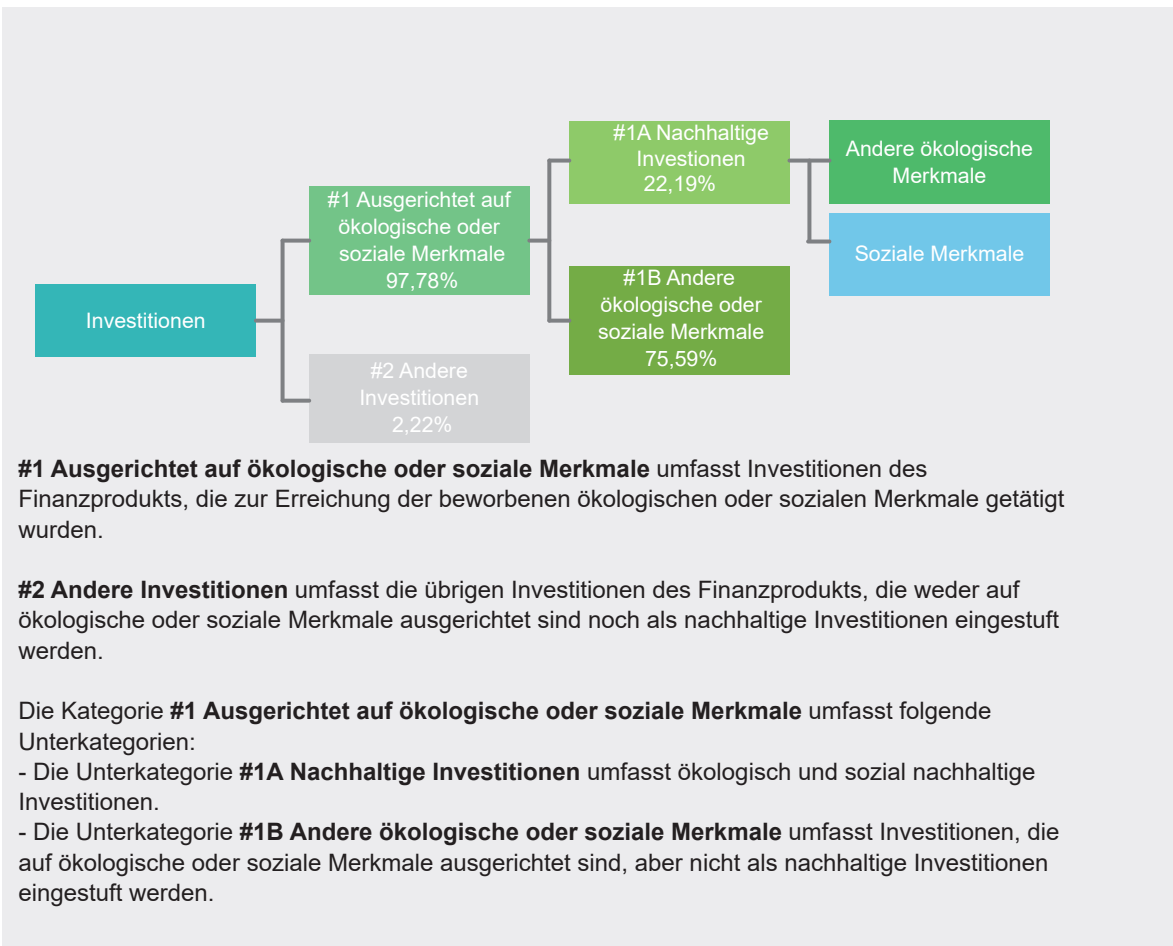 #1A Nachhaltige
Investionen
22,19%
Andere ökologische
Merkmale
#1 Ausgerichtet auf
ökologische oder
soziale Merkmale
97,78%
Soziale Merkmale
#1B Andere
ökologische oder
soziale Merkmale
75,59%
Investitionen
#2 Andere
Investitionen
2,22%
#1 Ausgerichtet auf ökologische oder soziale Merkmale umfasst Investitionen des
Finanzprodukts, die zur Erreichung der beworbenen ökologischen oder sozialen Merkmale getätigt
wurden.
#2 Andere Investitionen umfasst die übrigen Investitionen des Finanzprodukts, die weder auf
ökologische oder soziale Merkmale ausgerichtet sind noch als nachhaltige Investitionen eingestuft
werden.
Die Kategorie #1 Ausgerichtet auf ökologische oder soziale Merkmale umfasst folgende
Unterkategorien:
- Die Unterkategorie #1A Nachhaltige Investitionen umfasst ökologisch und sozial nachhaltige
Investitionen.
- Die Unterkategorie #1B Andere ökologische oder soziale Merkmale umfasst Investitionen, die
auf ökologische oder soziale Merkmale ausgerichtet sind, aber nicht als nachhaltige Investitionen
eingestuft werden.